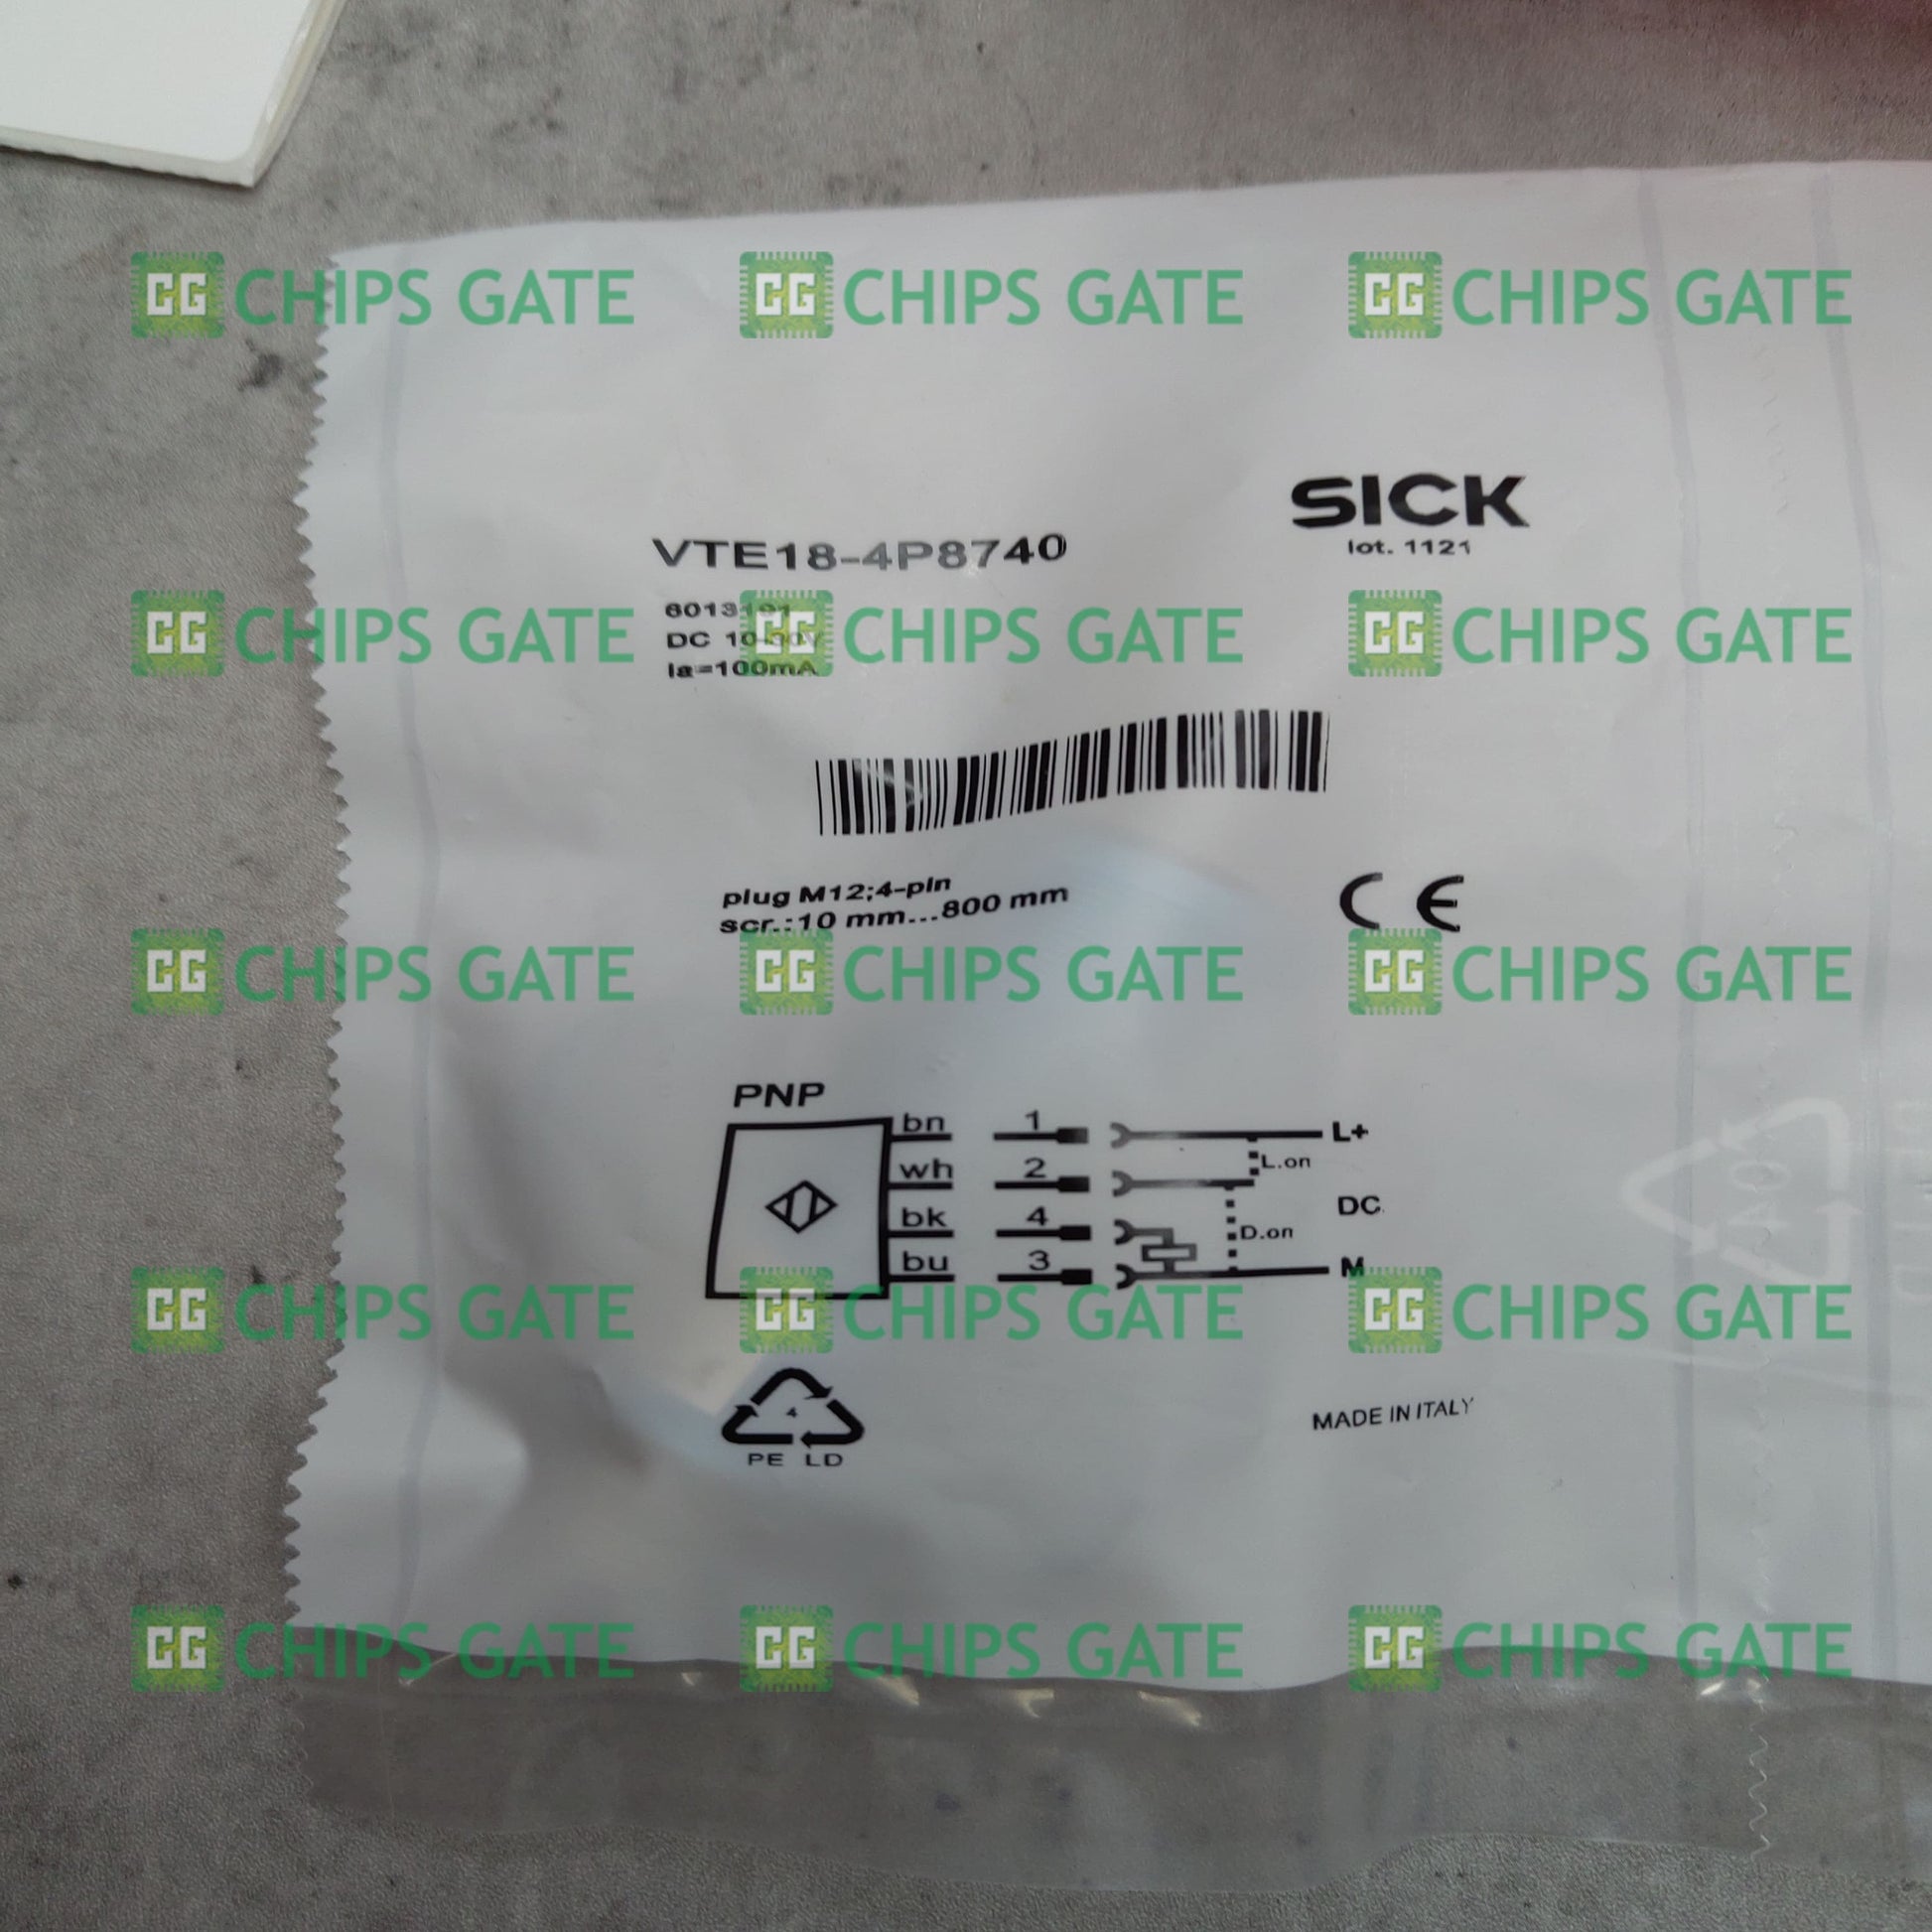 CG CHIPS GATE CG CHIPS GATE CG CHIPS GATE
SICK
lot. 1121
VTE18-4P8740
DC
Ia=100mA
CG CHIPS GATE CG CHIPS GATE CG CHIPS GATE
plug M12;4-pin
scr.:10 mm...800 mm
CE
CG CHIPS GATE CG CHIPS GATE CG CHIPS GATE
PNP
bn 1 L+
L.on
wh 2
DC
bk 4 D.on
bu 3 M
CG CHIPS GATE CG CHIPS GATE CG CHIPS GATE
4
PE LD
MADE IN ITALY
CG CHIPS GATE CG CHIPS GATE CG CHIPS GATE